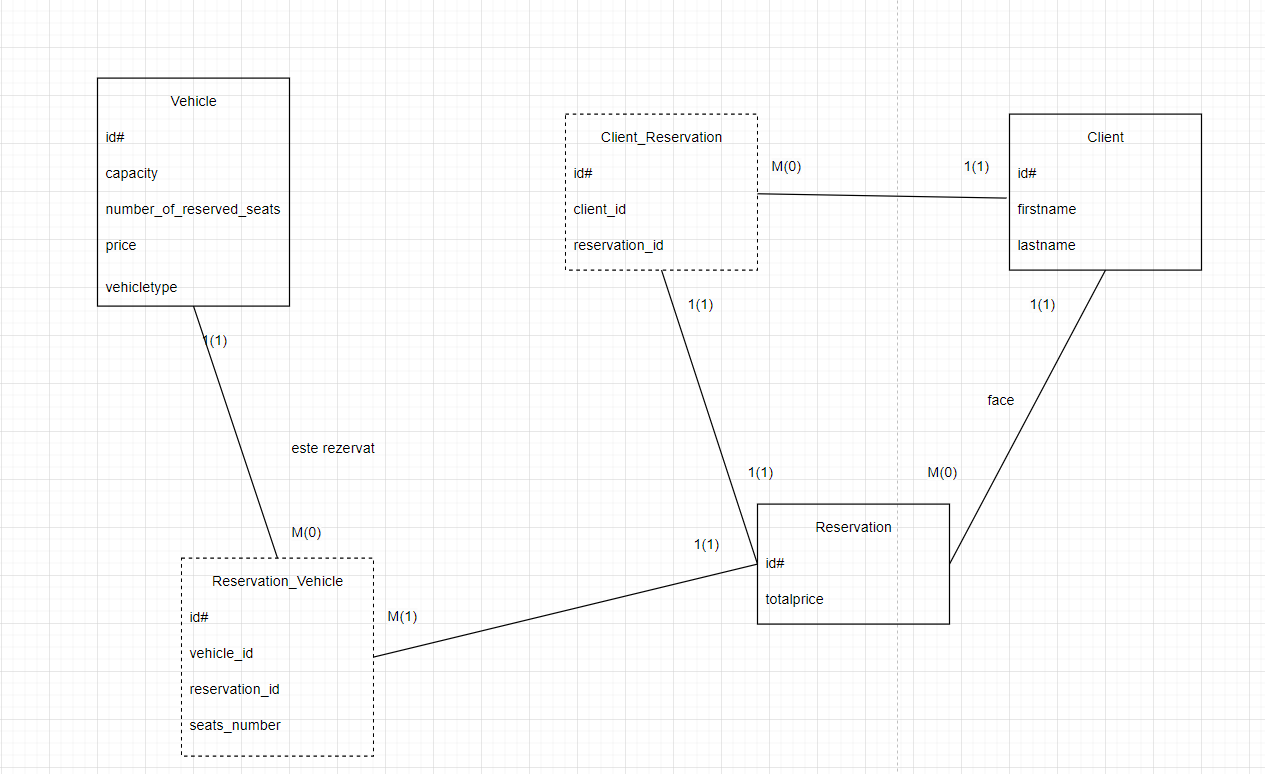 Vehicle
id#
capacity
number_of_reserved_seats
price
vehicletype
1(1)
este rezervat
M(0)
Reservation_Vehicle
id#
vehicle_id
reservation_id
seats_number
M(1)
1(1)
Client_Reservation
id#
client_id
reservation_id
M(0)
1(1)
1(1)
1(1)
Client
id#
firstname
lastname
1(1)
face
M(0)
Reservation
id#
totalprice